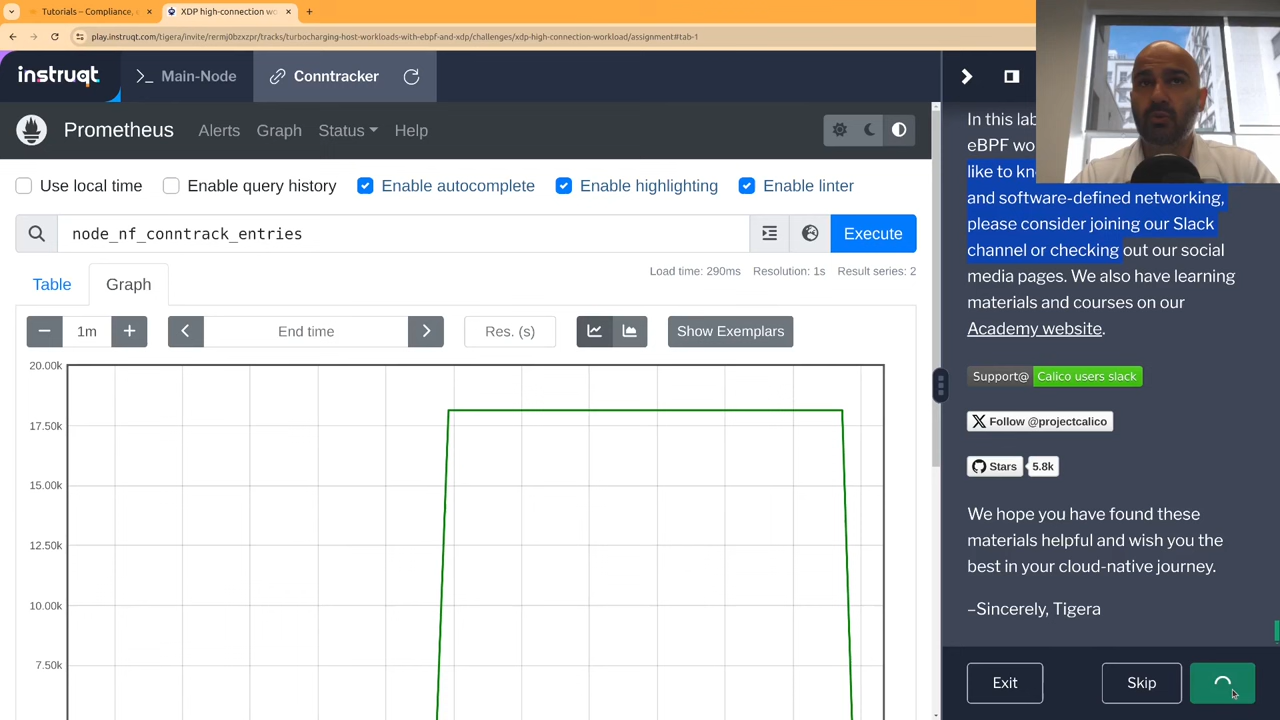 Tutorials – Compliance,
XDP high-connection wo
play.instruqt.com/tigera/invite/rermj0bzxzpr/tracks/turbocharging-host-workloads-with-ebpf-and-xdp/challenges/xdp-high-connection-workload/assignment#tab-1
instruqt
Main-Node
Conntracker
Prometheus
Alerts
Graph
Status
Help
Use local time
Enable query history
Enable autocomplete
Enable highlighting
Enable linter
node_nf_conntrack_entries
Execute
Load time: 290ms
Resolution: 1s
Result series: 2
Table
Graph
1m
End time
Res. (s)
Show Exemplars
20.00k
17.50k
15.00k
12.50k
10.00k
7.50k
In this lab
eBPF wo
like to kn
and software-defined networking,
please consider joining our Slack
channel or checking out our social
media pages. We also have learning
materials and courses on our
Academy website.
Support@ Calico users slack
Follow @projectcalico
Stars 5.8k
We hope you have found these
materials helpful and wish you the
best in your cloud-native journey.
–Sincerely, Tigera
Exit
Skip